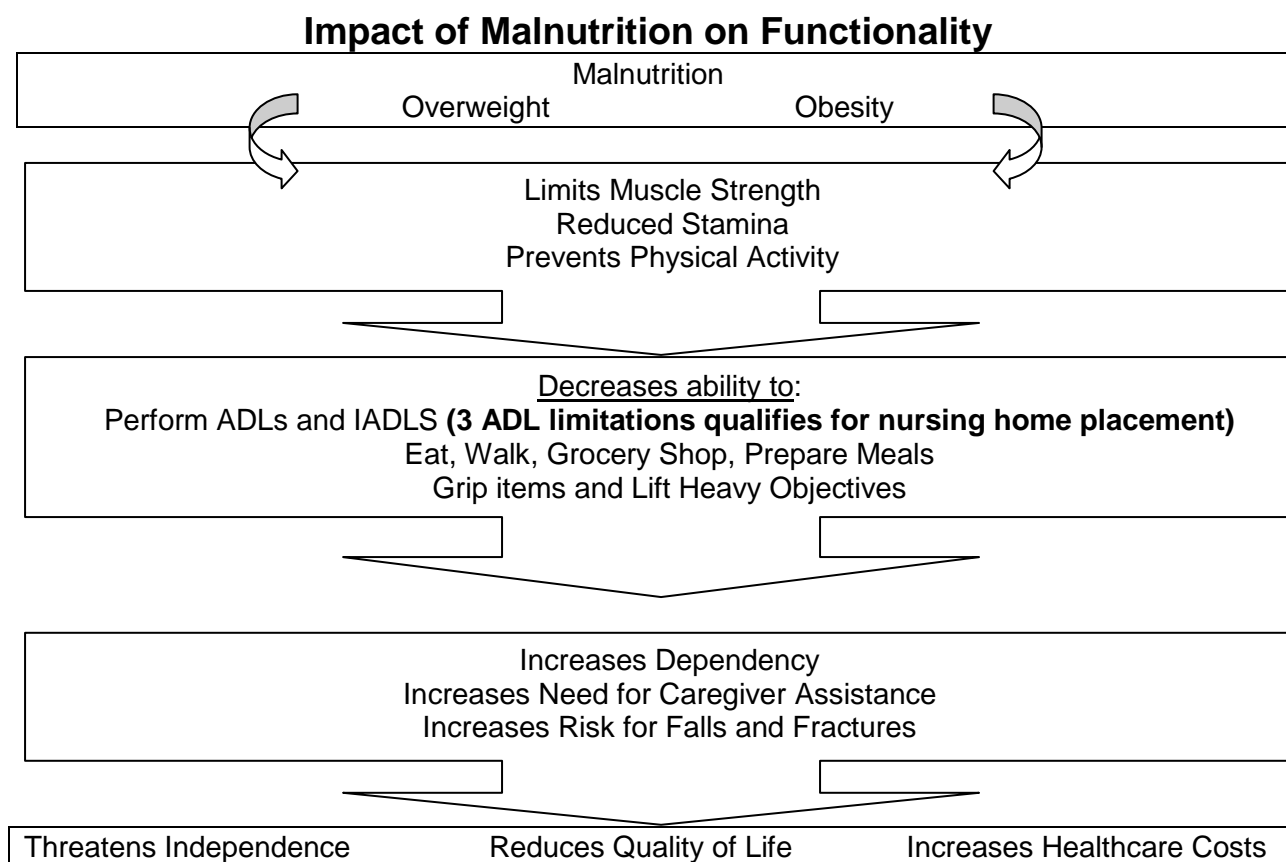 Impact of Malnutrition on Functionality
Malnutrition
Overweight Obesity
Limits Muscle Strength
Reduced Stamina
Prevents Physical Activity
Decreases ability to:
Perform ADLs and IADLS (3 ADL limitations qualifies for nursing home placement)
Eat, Walk, Grocery Shop, Prepare Meals
Grip items and Lift Heavy Objectives
Increases Dependency
Increases Need for Caregiver Assistance
Increases Risk for Falls and Fractures
Threatens Independence Reduces Quality of Life Increases Healthcare Costs